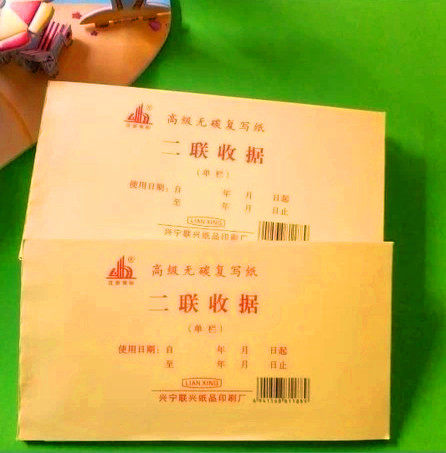 ®
高级无碳复写纸
二联收据
(单栏)
使用日期：自 年 月 日起
至 年 月 日止
LIAN XING
兴宁联兴纸品印刷厂
®
高级无碳复写纸
二联收据
(单栏)
使用日期：自 年 月 日起
至 年 月 日止
LIAN XING
兴宁联兴纸品印刷厂